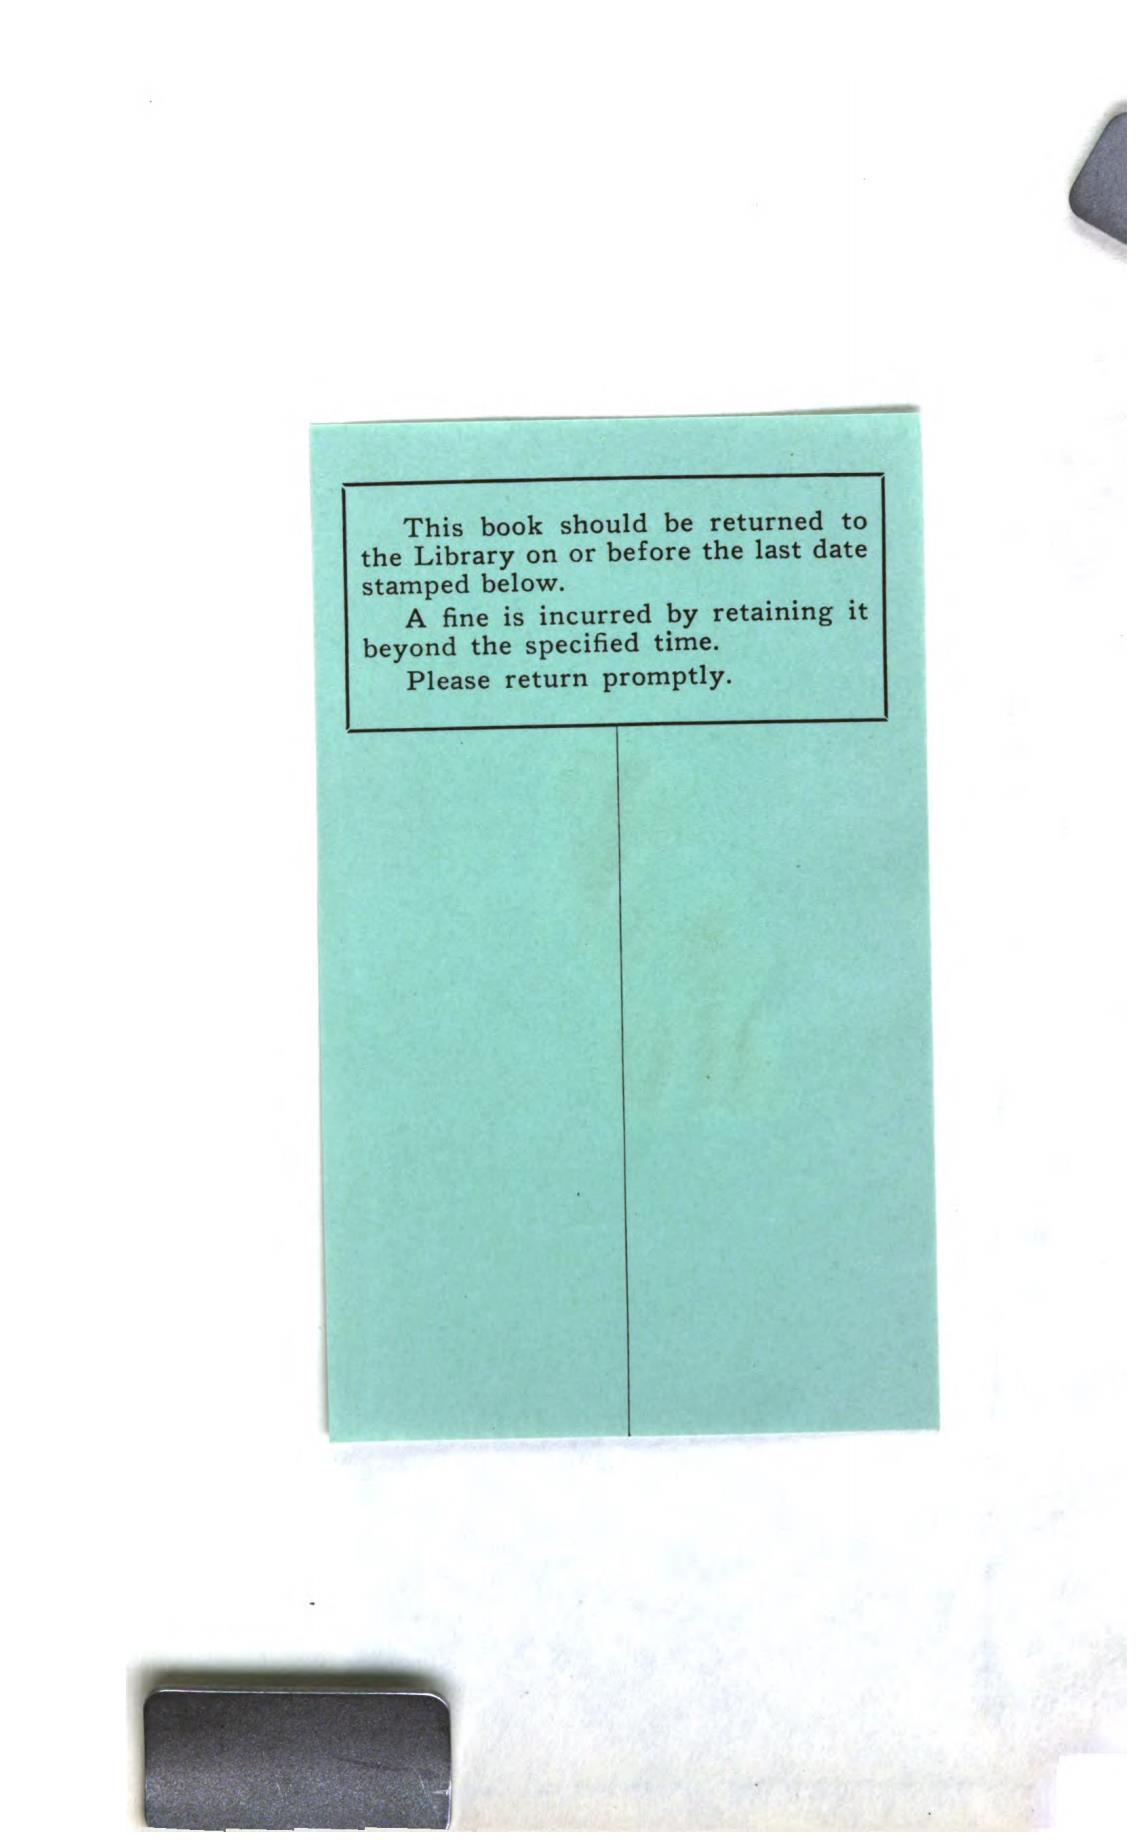 This book should be returned to
the Library on or before the last date
stamped below.
A fine is incurred by retaining it
beyond the specified time.
Please return promptly.